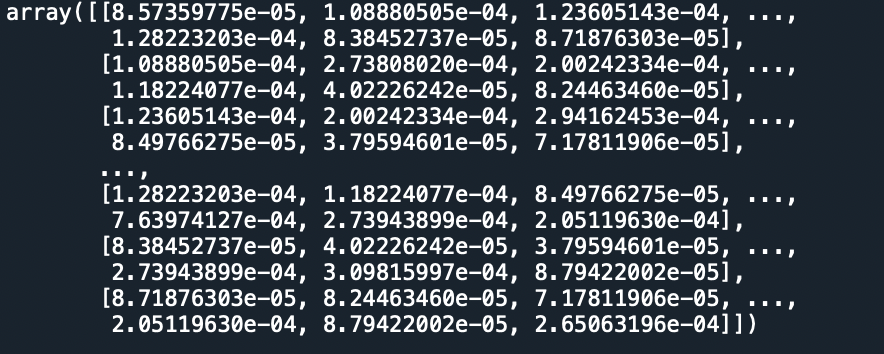 array([[8.57359775e-05, 1.08880505e-04, 1.23605143e-04, ...,
1.28223203e-04, 8.38452737e-05, 8.71876303e-05],
[1.08880505e-04, 2.73808020e-04, 2.00242334e-04, ...,
1.18224077e-04, 4.02226242e-05, 8.24463460e-05],
[1.23605143e-04, 2.00242334e-04, 2.94162453e-04, ...,
8.49766275e-05, 3.79594601e-05, 7.17811906e-05],
...,
[1.28223203e-04, 1.18224077e-04, 8.49766275e-05, ...,
7.63974127e-04, 2.73943899e-04, 2.05119630e-04],
[8.38452737e-05, 4.02226242e-05, 3.79594601e-05, ...,
2.73943899e-04, 3.09815997e-04, 8.79422002e-05],
[8.71876303e-05, 8.24463460e-05, 7.17811906e-05, ...,
2.05119630e-04, 8.79422002e-05, 2.65063196e-04]])